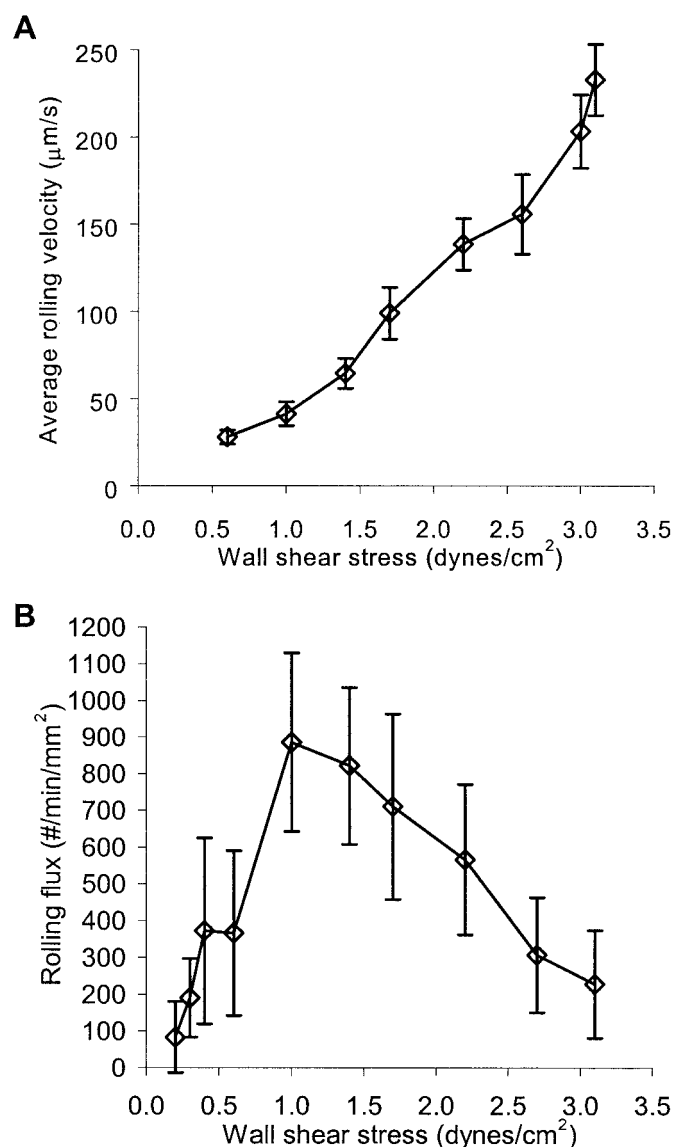 A
250
200
150
100
50
0
Average rolling velocity (μm/s)
0.0 0.5 1.0 1.5 2.0 2.5 3.0 3.5
Wall shear stress (dynes/cm²)
B
1200
1100
1000
900
800
700
600
500
400
300
200
100
0
Rolling flux (#/min/mm²)
0.0 0.5 1.0 1.5 2.0 2.5 3.0 3.5
Wall shear stress (dynes/cm²)